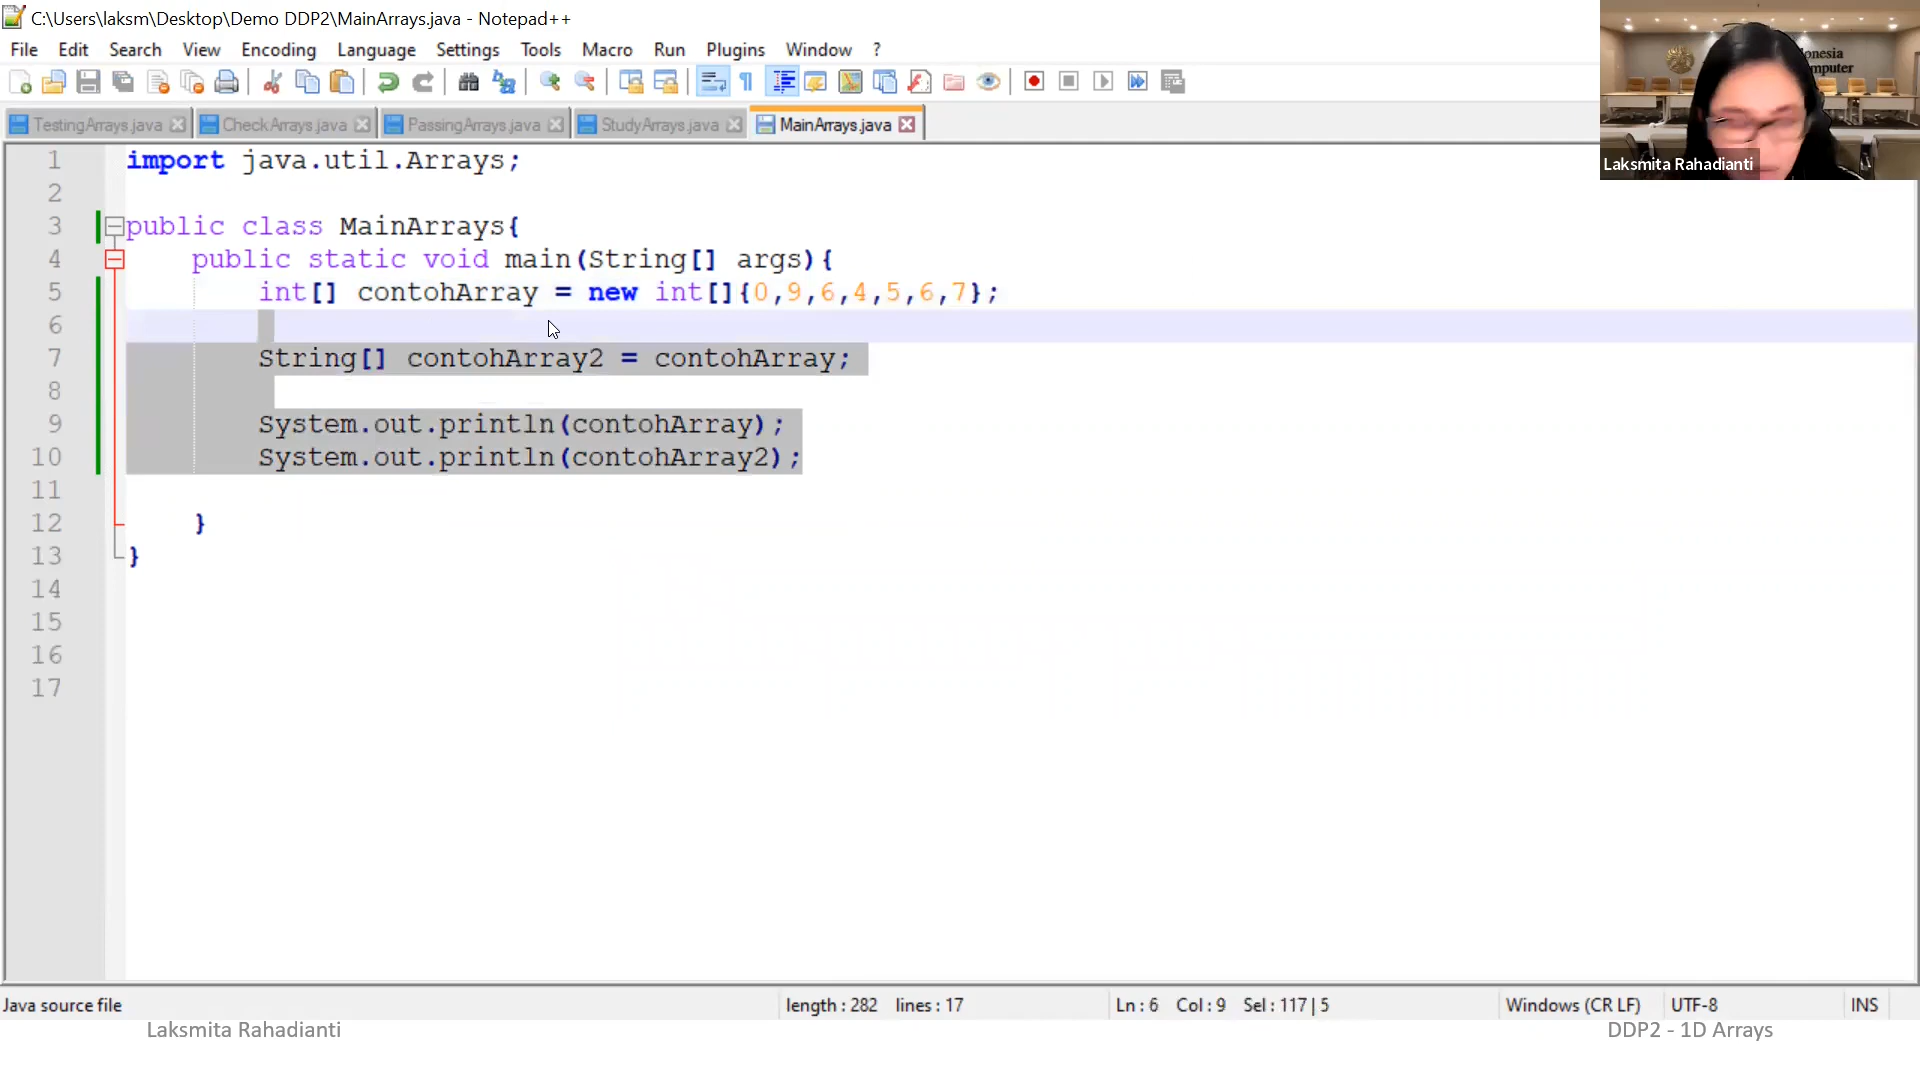 C:\Users\laksm\Desktop\Demo DDP2\MainArrays.java - Notepad++
File Edit Search View Encoding Language Settings Tools Macro Run Plugins Window ?
TestingArrays.java CheckArrays.java PassingArrays.java StudyArrays.java MainArrays.java
1 import java.util.Arrays;
2
3 public class MainArrays{
4 public static void main(String[] args){
5 int[] contohArray = new int[]{0,9,6,4,5,6,7};
6
7 String[] contohArray2 = contohArray;
8
9 System.out.println(contohArray);
10 System.out.println(contohArray2);
11
12 }
13 }
14
15
16
17
onesia
mputer
Laksmita Rahadianti
Java source file length : 282 lines : 17 Ln : 6 Col : 9 Sel : 117 | 5 Windows (CR LF) UTF-8 INS
Laksmita Rahadianti DDP2 - 1D Arrays